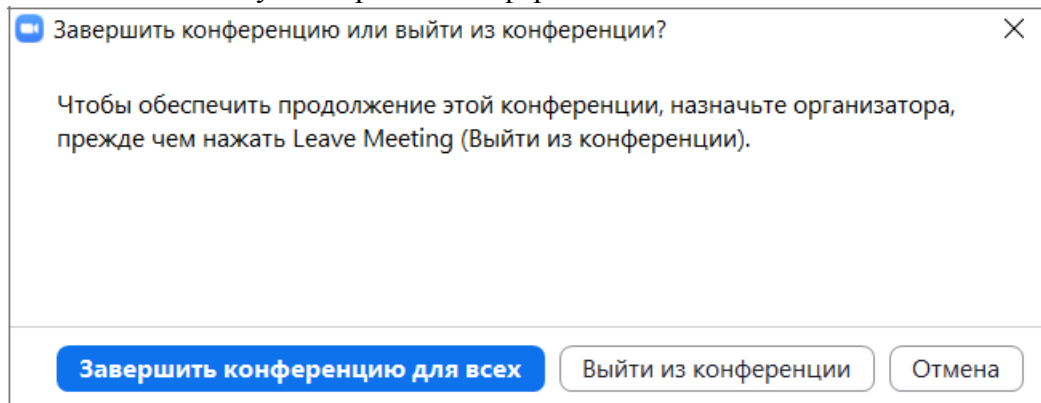 Завершить конференцию или выйти из конференции?
Чтобы обеспечить продолжение этой конференции, назначьте организатора,
прежде чем нажать Leave Meeting (Выйти из конференции).
Завершить конференцию для всех
Выйти из конференции
Отмена